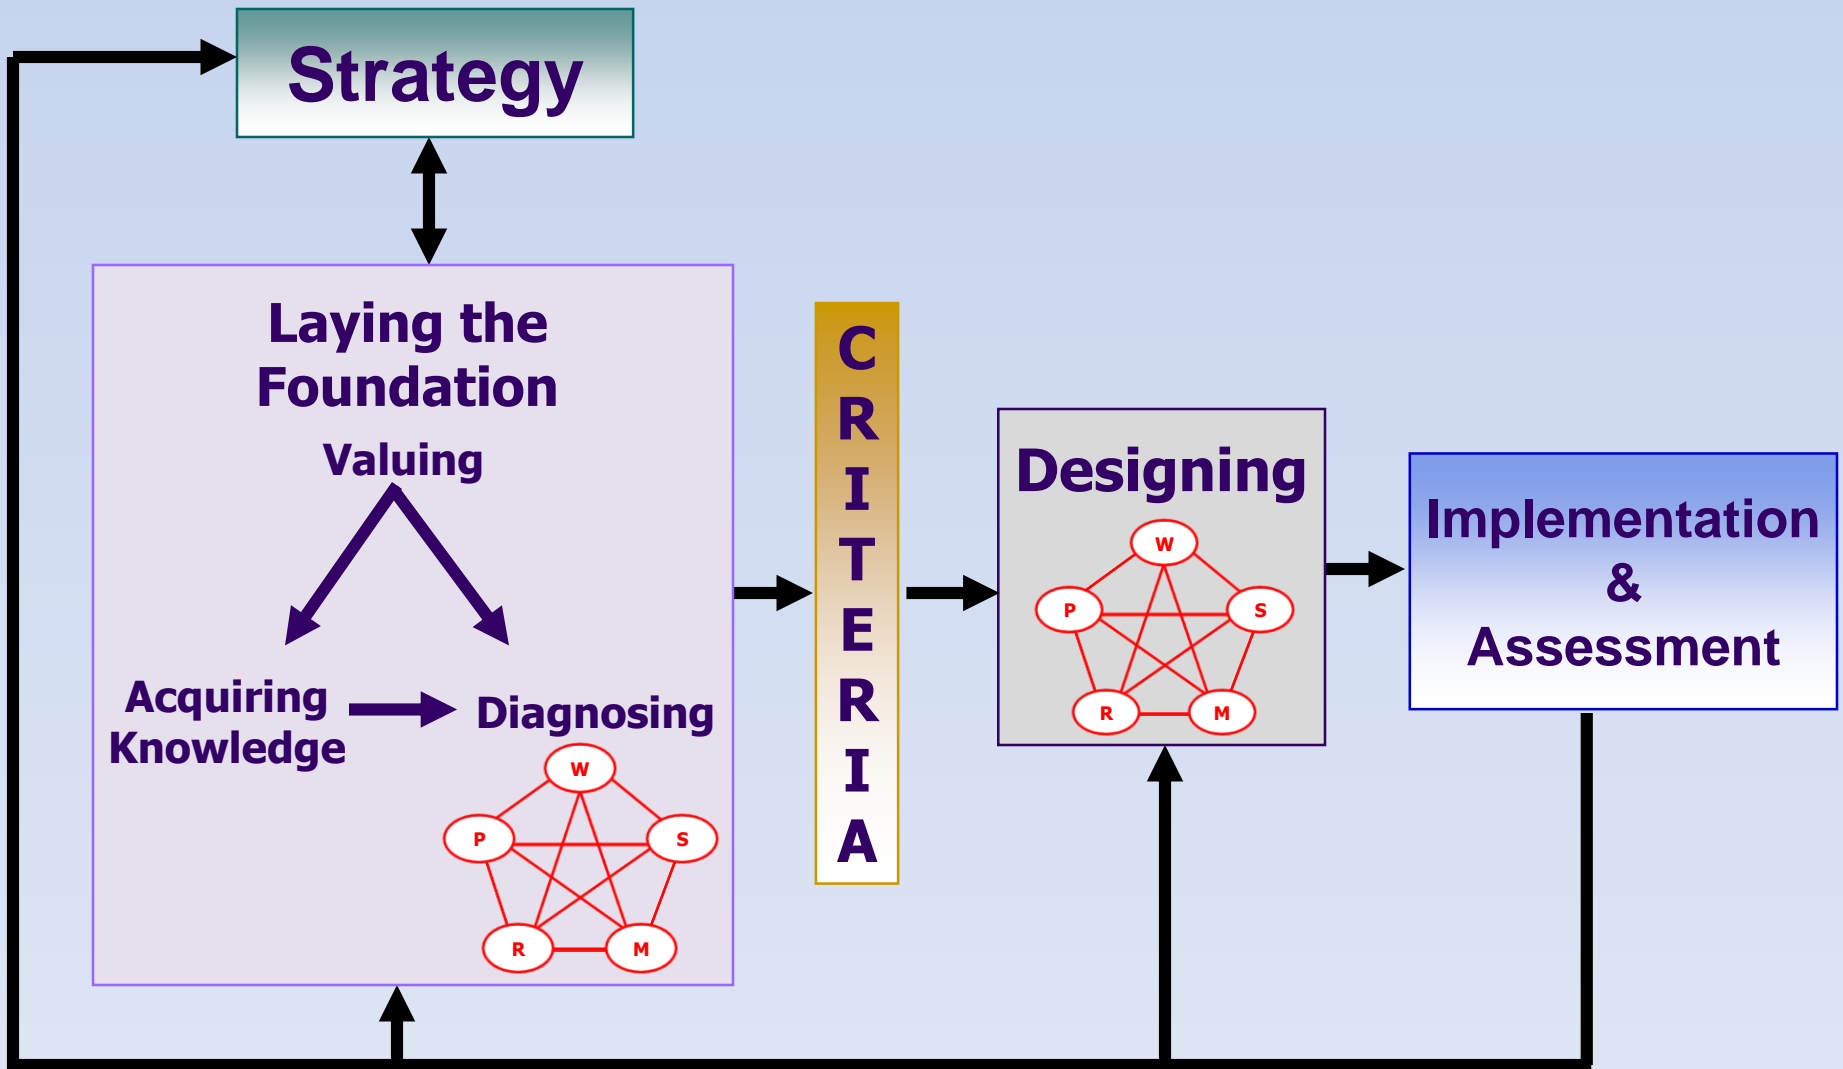 Strategy
Laying the
Foundation
Valuing
Acquiring
Knowledge
Diagnosing
W
P
S
R
M
C
R
I
T
E
R
I
A
Designing
W
P
S
R
M
Implementation
&
Assessment